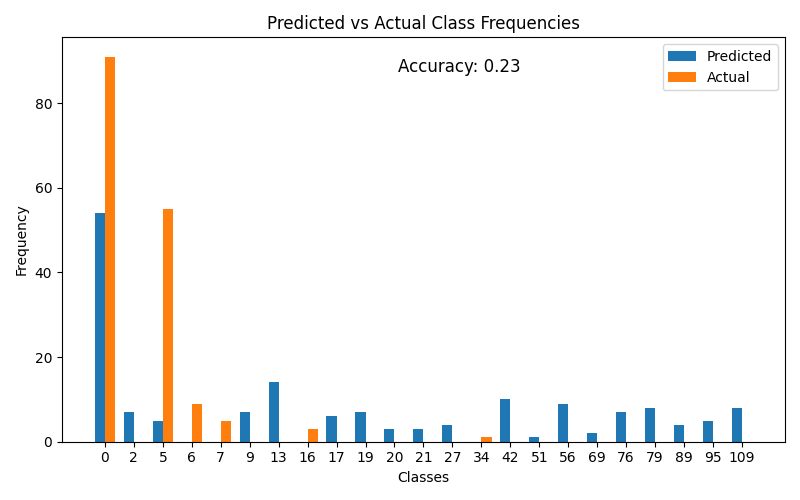 Predicted vs Actual Class Frequencies
Accuracy: 0.23
Predicted
Actual
80
60
40
20
0
Frequency
0 2 5 6 7 9 13 16 17 19 20 21 27 34 42 51 56 69 76 79 89 95 109
Classes